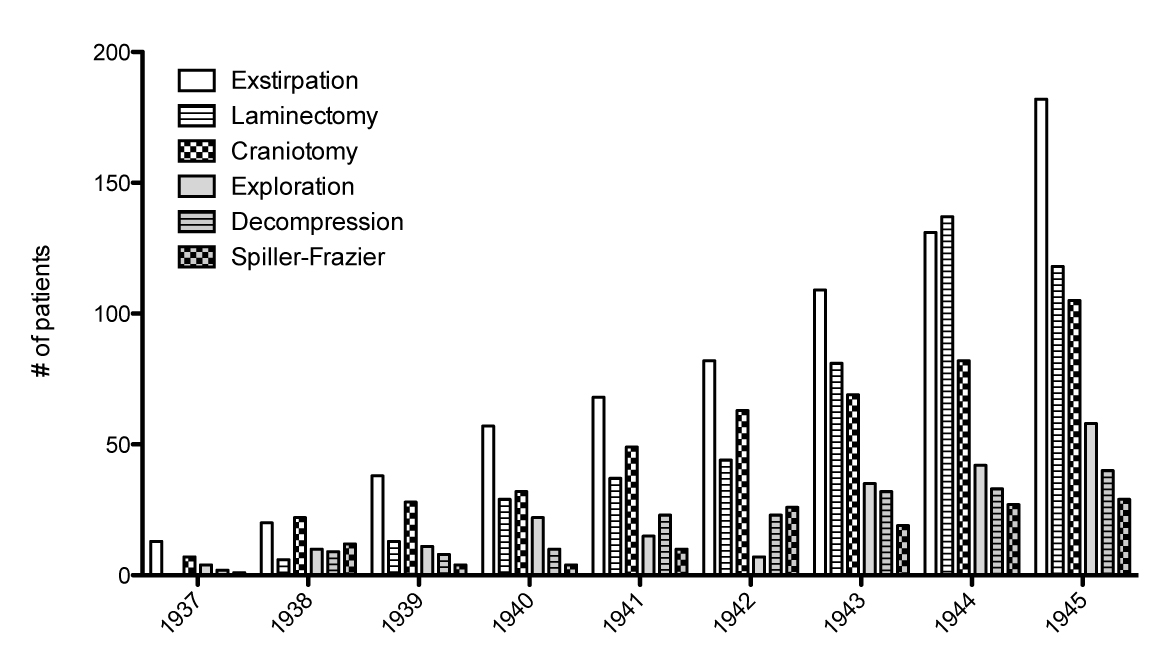 200
150
100
50
0
# of patients
Exstirpation
Laminectomy
Craniotomy
Exploration
Decompression
Spiller-Frazier
1937
1938
1939
1940
1941
1942
1943
1944
1945